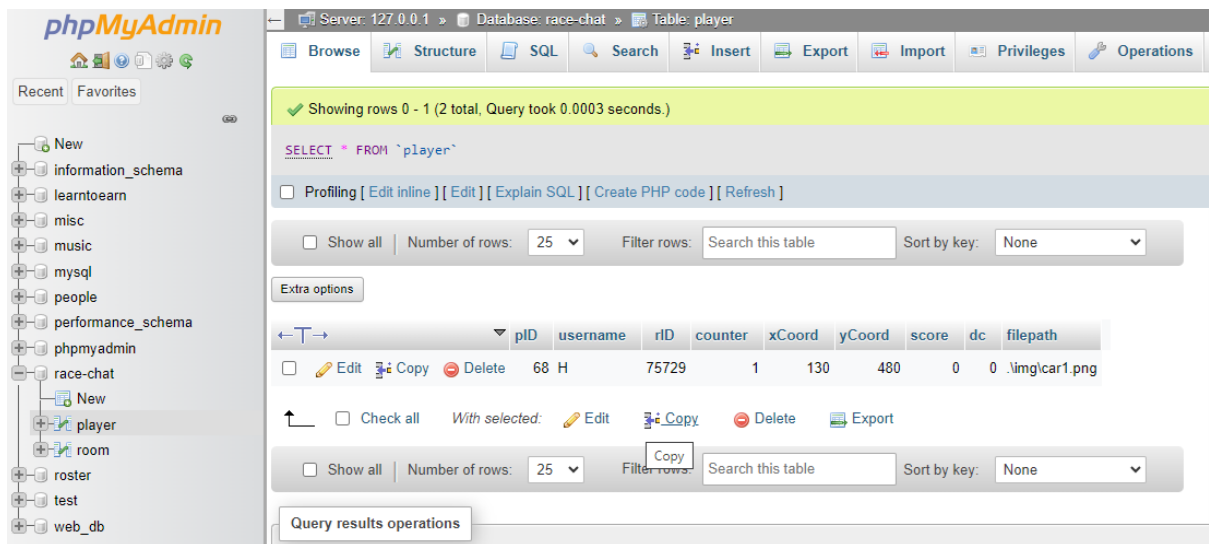 phpMyAdmin
Recent Favorites
New
information_schema
learntoearn
misc
music
mysql
people
performance_schema
phpmyadmin
race-chat
New
player
room
roster
test
web_db
Server: 127.0.0.1 » Database: race-chat » Table: player
Browse Structure SQL Search Insert Export Import Privileges Operations
Showing rows 0 - 1 (2 total, Query took 0.0003 seconds.)
SELECT * FROM `player`
Profiling [ Edit inline ] [ Edit ] [ Explain SQL ] [ Create PHP code ] [ Refresh ]
Show all | Number of rows: 25 Filter rows: Search this table Sort by key: None
Extra options
←T→ pID username rID counter xCoord yCoord score dc filepath
Edit Copy Delete 68 H 75729 1 130 480 0 0 .\img\car1.png
Check all With selected: Edit Copy Delete Export
Copy
Show all | Number of rows: 25 Filter rows: Search this table Sort by key: None
Query results operations